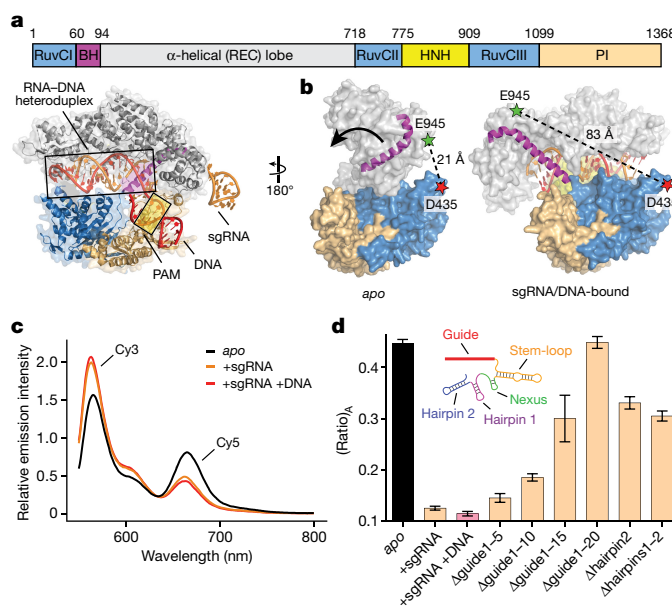 a
1 60 94 718 775 909 1099 1368
RuvCI BH α-helical (REC) lobe RuvCII HNH RuvCIII PI
RNA–DNA
heteroduplex
180°
sgRNA
DNA
PAM
b
E945
21 Å
D435
apo
E945
83 Å
D435
sgRNA/DNA-bound
c
Relative emission intensity
2.0
1.5
1.0
0.5
0
600 700 800
Wavelength (nm)
Cy3
Cy5
apo
+sgRNA
+sgRNA +DNA
d
(Ratio)A
0.4
0.3
0.2
0.1
Guide
Stem-loop
Nexus
Hairpin 2
Hairpin 1
apo
+sgRNA
+sgRNA +DNA
Δguide1–5
Δguide1–10
Δguide1–15
Δguide1–20
Δhairpin2
Δhairpins1–2